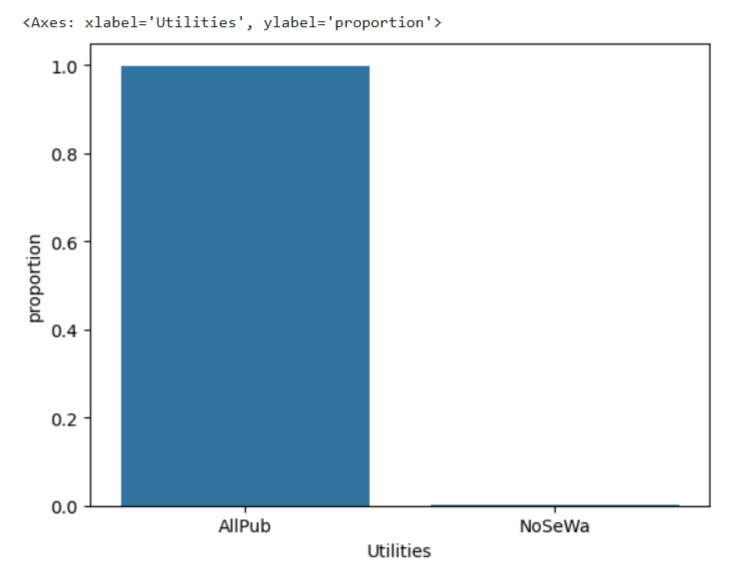 <Axes: xlabel='Utilities', ylabel='proportion'>
1.0
0.8
0.6
0.4
0.2
0.0
proportion
AllPub NoSeWa
Utilities